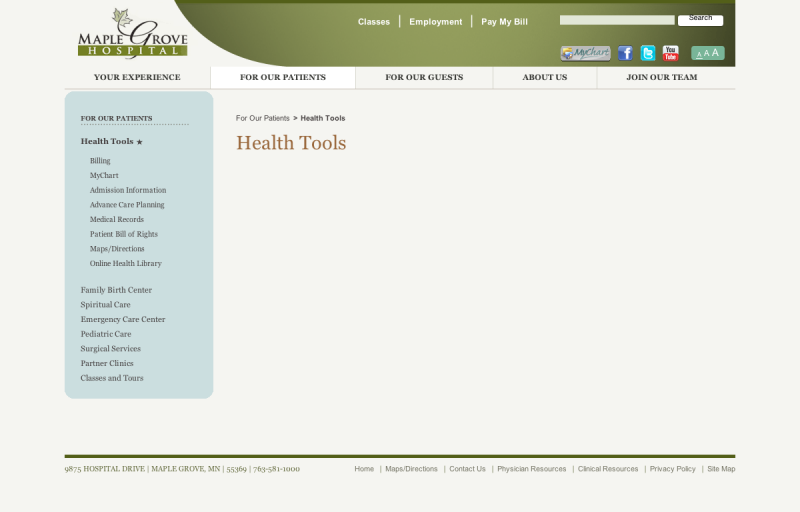 MAPLE GROVE
HOSPITAL
Classes | Employment | Pay My Bill
Search
MyChart
f
t
You Tube
A A A
YOUR EXPERIENCE
FOR OUR PATIENTS
FOR OUR GUESTS
ABOUT US
JOIN OUR TEAM
FOR OUR PATIENTS
Health Tools ★
Billing
MyChart
Admission Information
Advance Care Planning
Medical Records
Patient Bill of Rights
Maps/Directions
Online Health Library
Family Birth Center
Spiritual Care
Emergency Care Center
Pediatric Care
Surgical Services
Partner Clinics
Classes and Tours
For Our Patients > Health Tools
Health Tools
9875 HOSPITAL DRIVE | MAPLE GROVE, MN | 55369 | 763-581-1000
Home | Maps/Directions | Contact Us | Physician Resources | Clinical Resources | Privacy Policy | Site Map